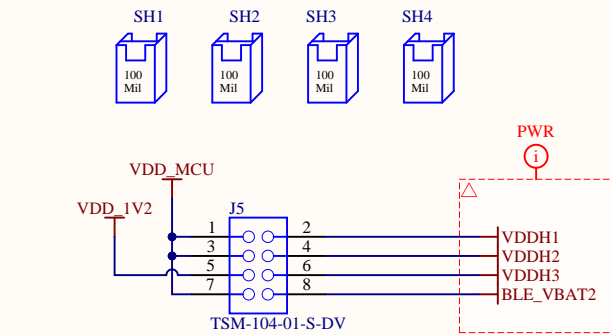 SH1 SH2 SH3 SH4
100 100 100 100
Mil Mil Mil Mil
PWR
i
VDD_MCU
VDD_1V2
J5
1 2 VDDH1
3 4 VDDH2
5 6 VDDH3
7 8 BLE_VBAT2
TSM-104-01-S-DV